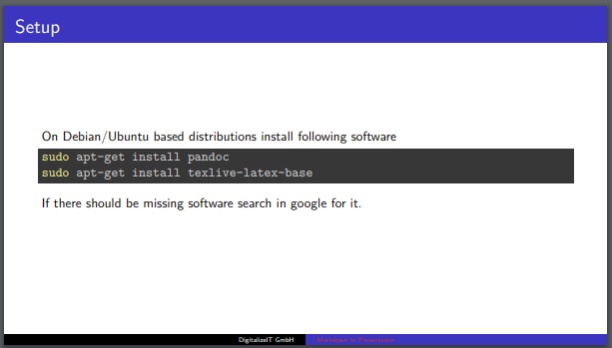 Setup
On Debian/Ubuntu based distributions install following software
sudo apt-get install pandoc
sudo apt-get install texlive-latex-base
If there should be missing software search in google for it.
DigitalizeIT GmbH
Markdown to Presentation